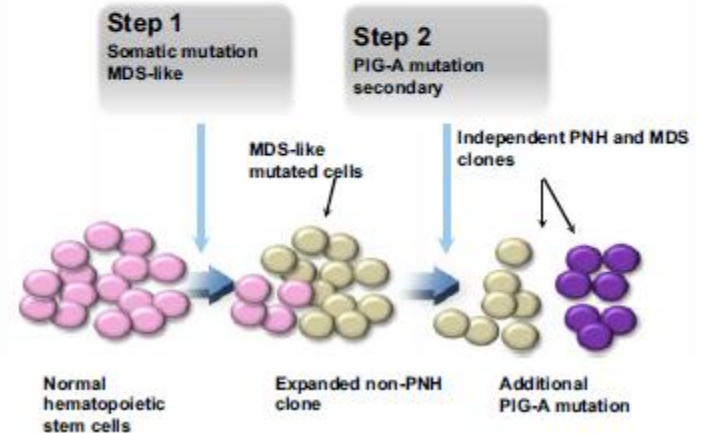 Step 1
Somatic mutation
MDS-like
Step 2
PIG-A mutation
secondary
MDS-like
mutated cells
Independent PNH and MDS
clones
Normal
hematopoietic
stem cells
Expanded non-PNH
clone
Additional
PIG-A mutation